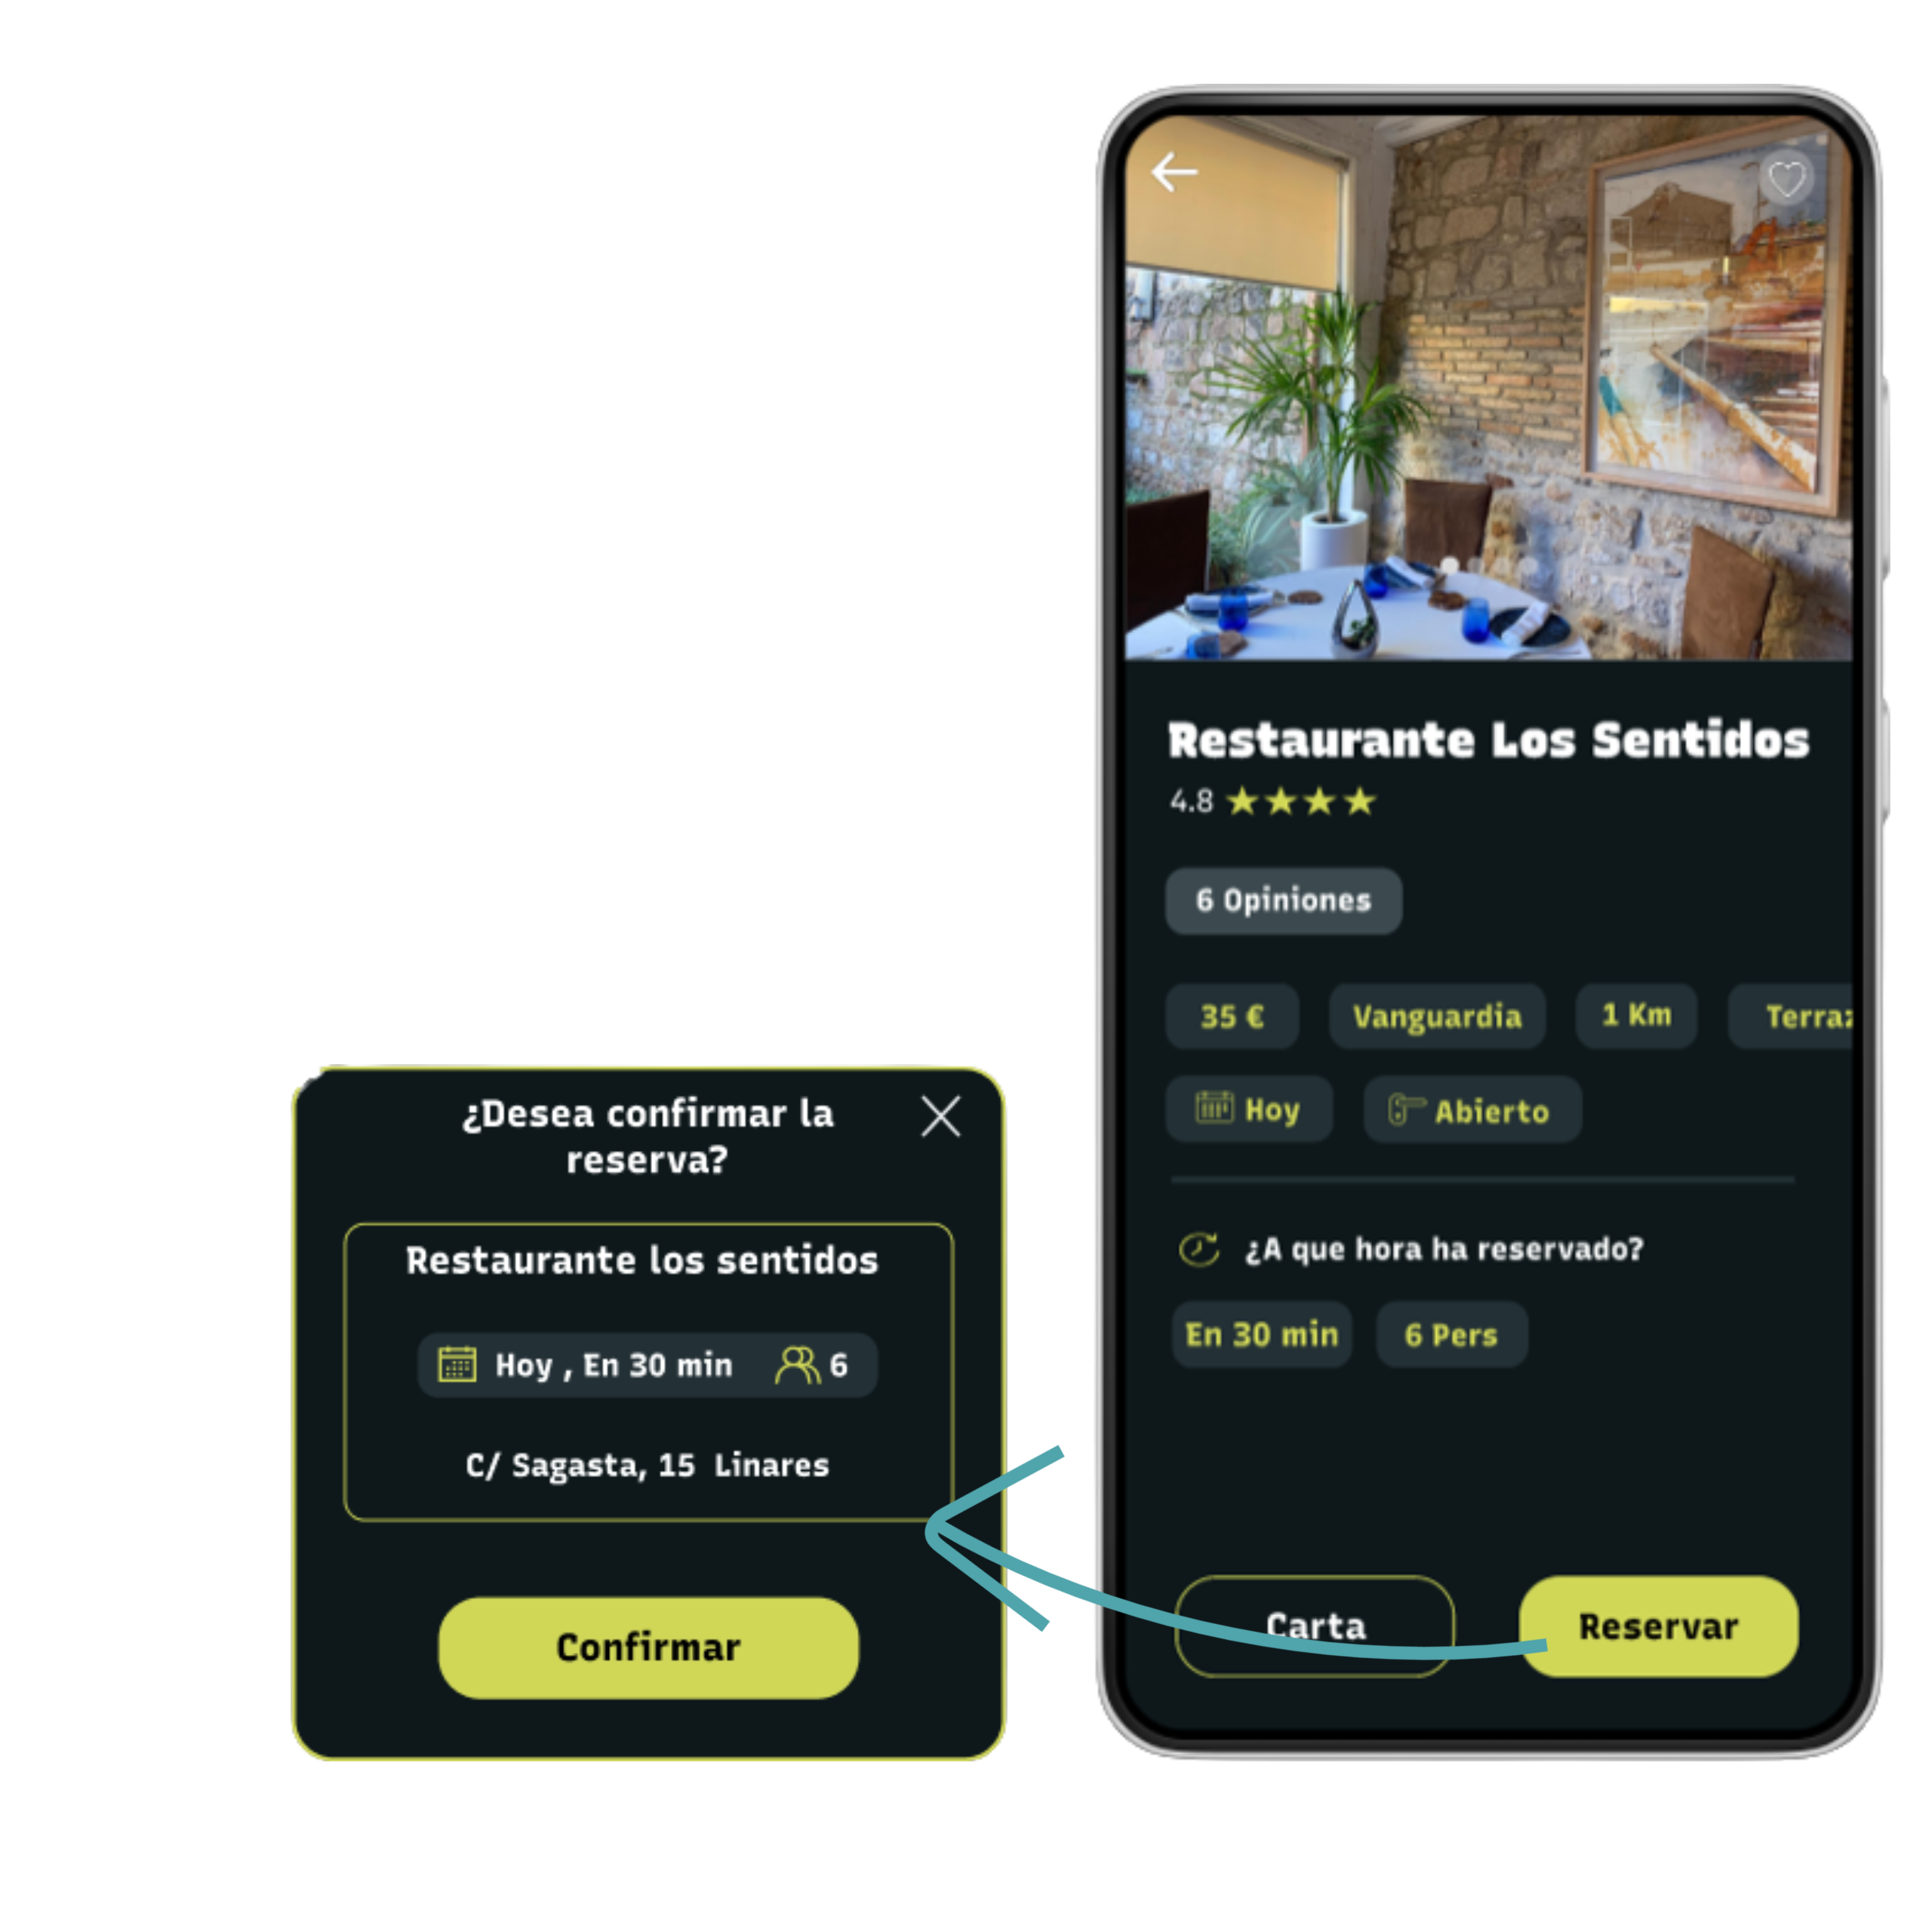 Restaurante Los Sentidos
4.8
6 Opiniones
35 € Vanguardia 1 Km Terraz
Hoy Abierto
¿A que hora ha reservado?
En 30 min 6 Pers
Carta Reservar
¿Desea confirmar la
reserva?
Restaurante los sentidos
Hoy , En 30 min 6
C/ Sagasta, 15 Linares
Confirmar